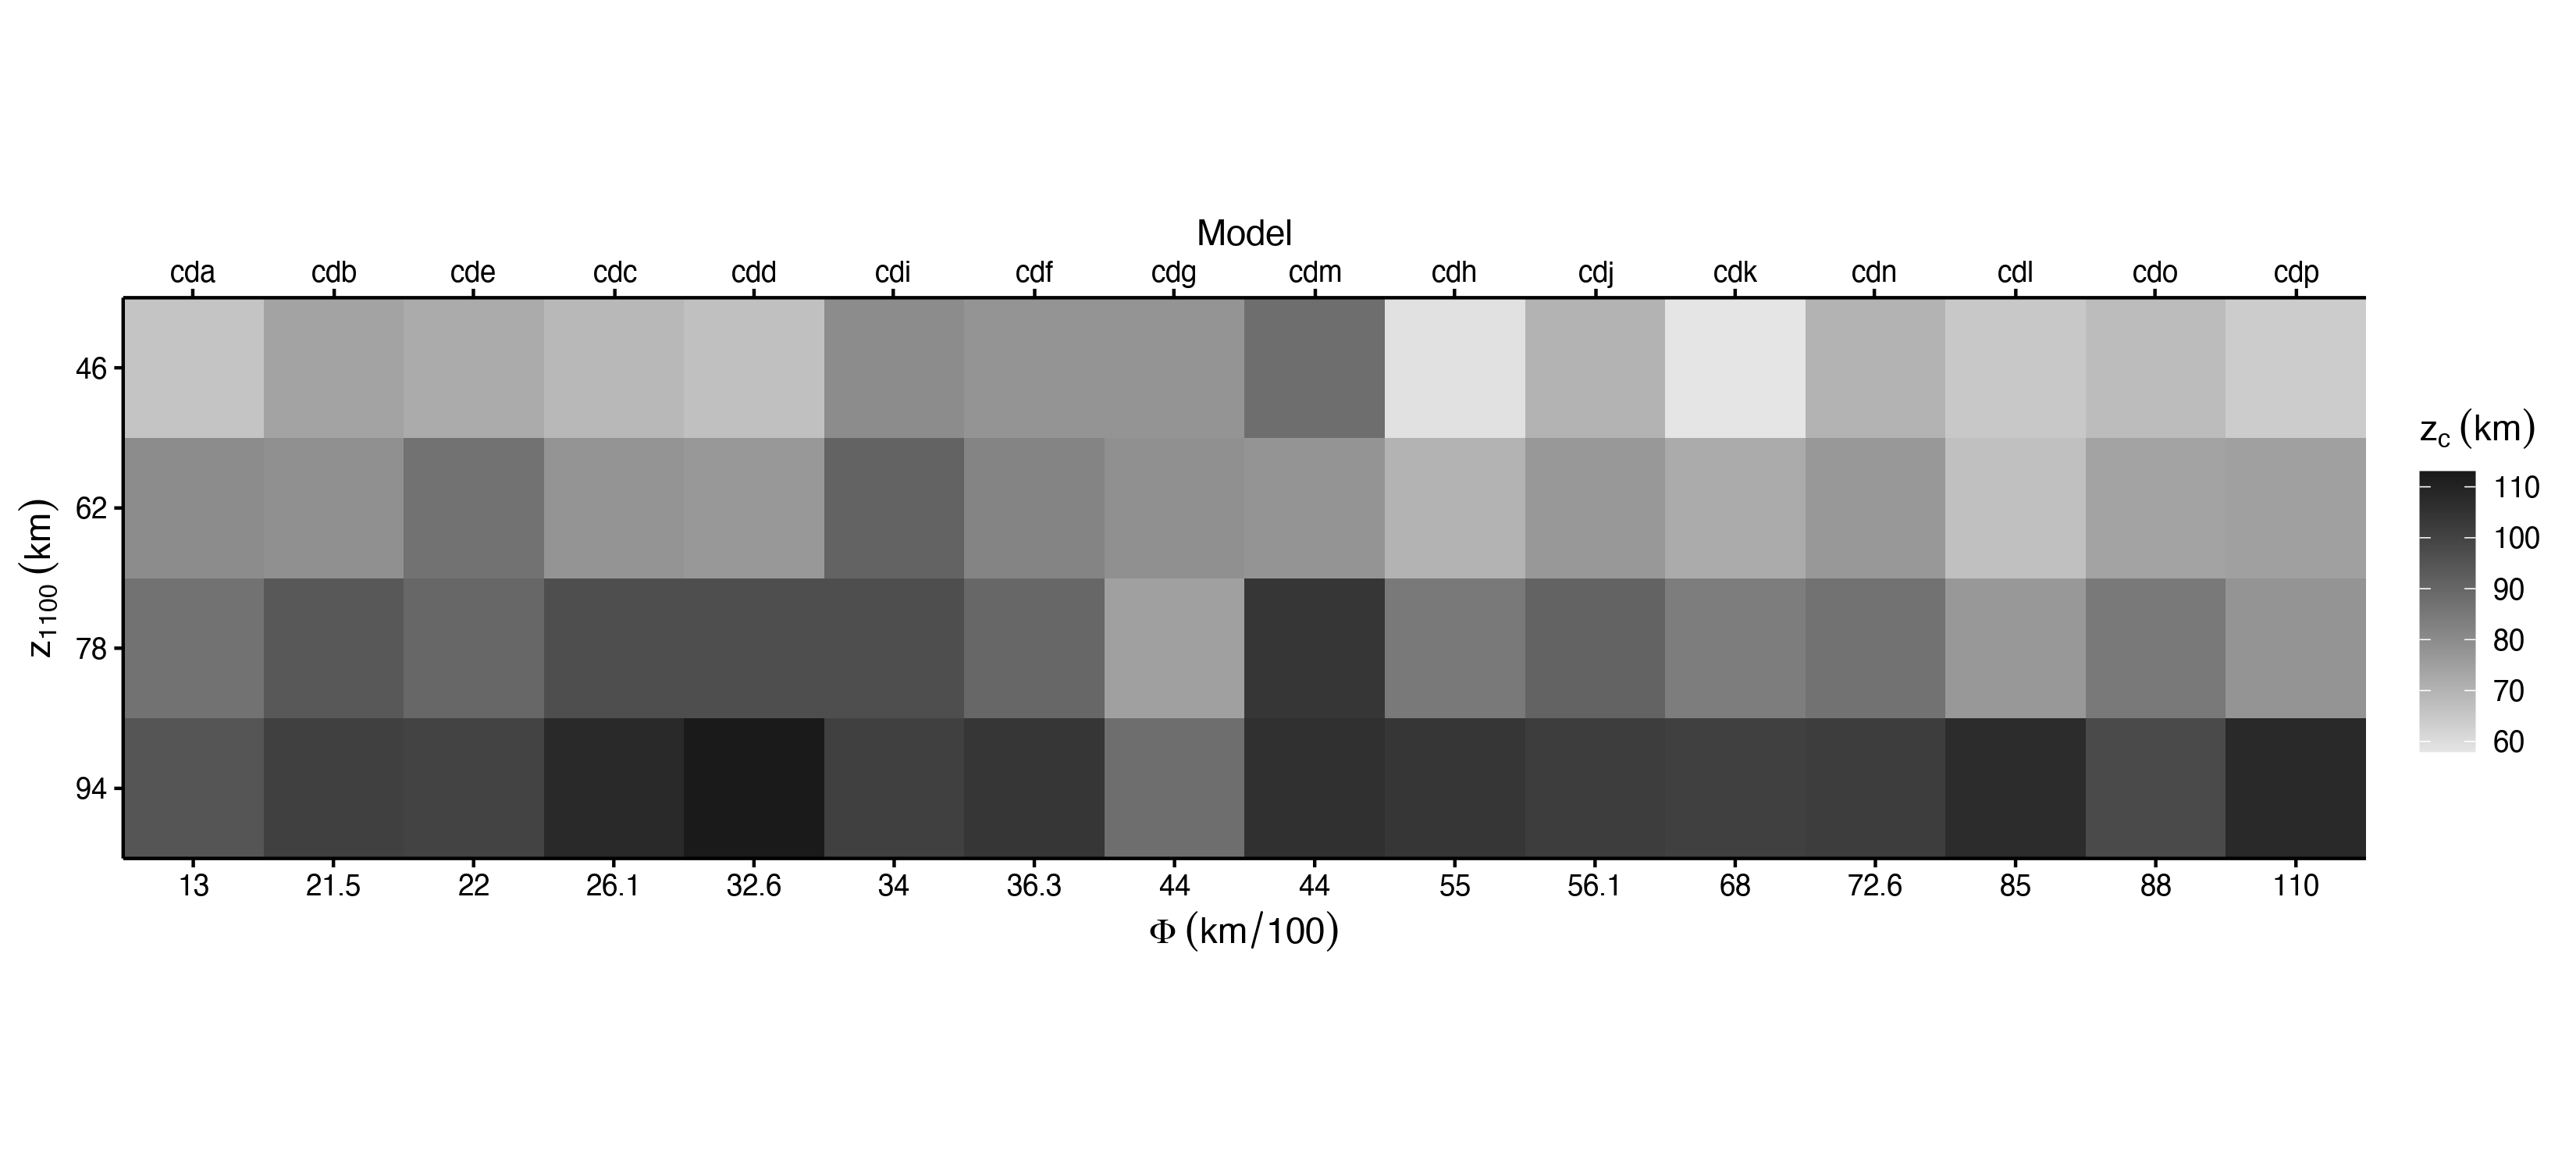 Model
cda cdb cde cdc cdd cdi cdf cdg cdm cdh cdj cdk cdn cdl cdo cdp
46
62
78
94
z1100 (km)
13 21.5 22 26.1 32.6 34 36.3 44 44 55 56.1 68 72.6 85 88 110
Φ (km/100)
zc (km)
110
100
90
80
70
60